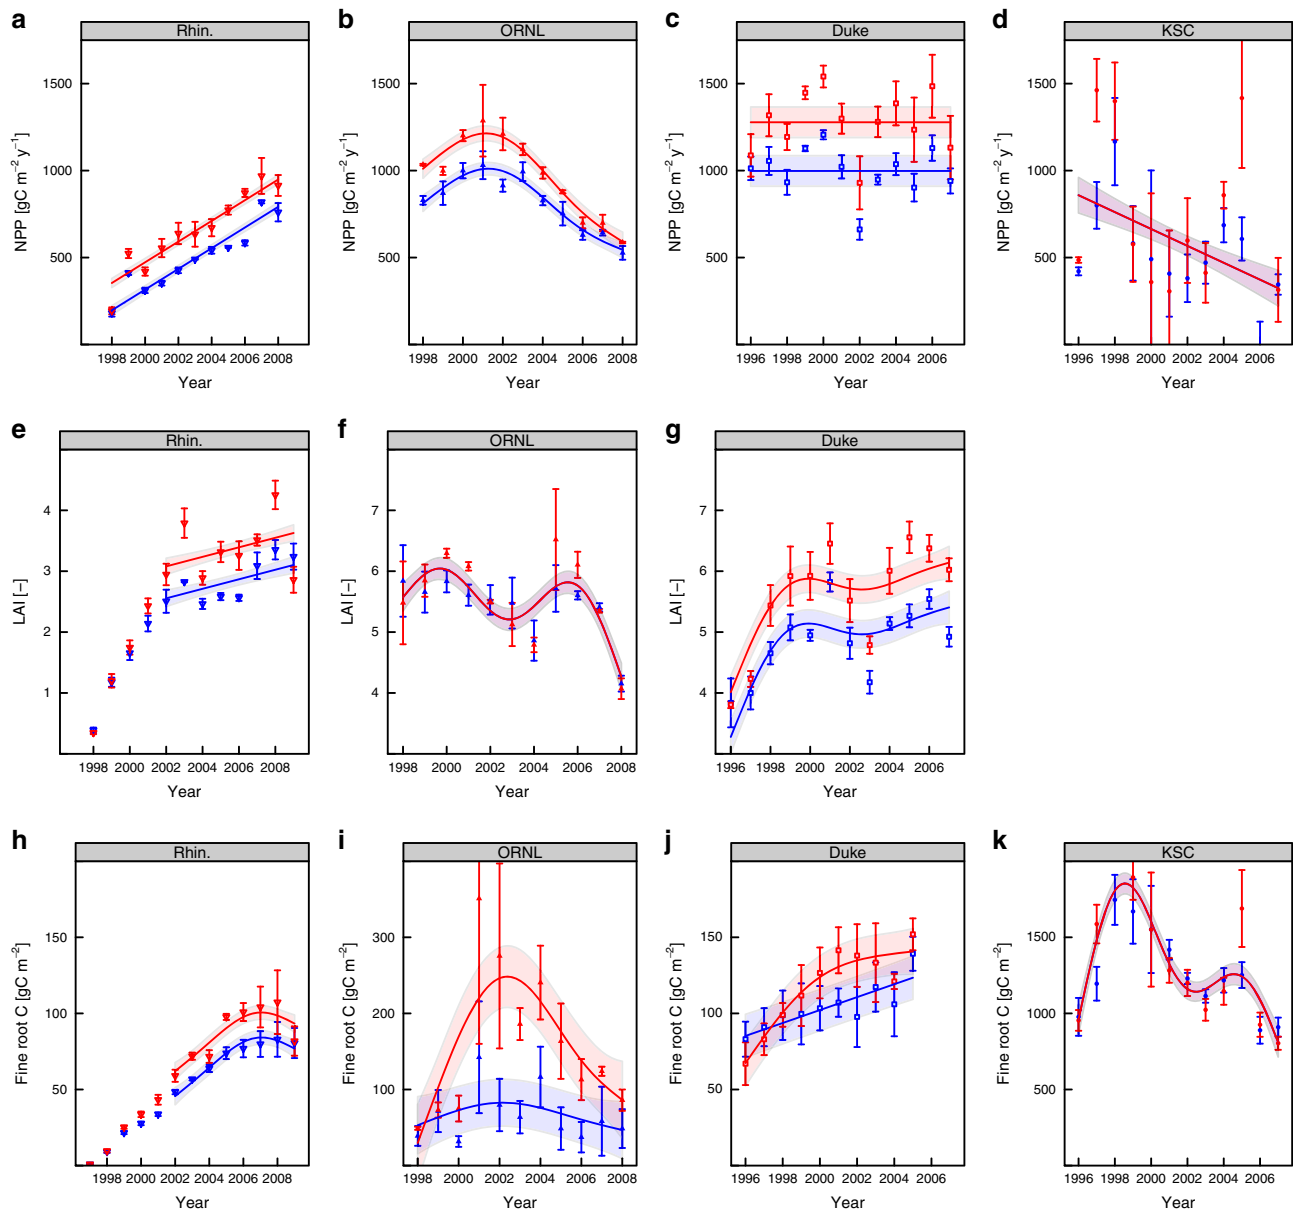 a
Rhin.
NPP [gC m⁻² y⁻¹]
1500
1000
500
1998 2000 2002 2004 2006 2008
Year
b
ORNL
NPP [gC m⁻² y⁻¹]
1500
1000
500
1998 2000 2002 2004 2006 2008
Year
c
Duke
NPP [gC m⁻² y⁻¹]
1500
1000
500
1996 2000 2002 2006
Year
d
KSC
NPP [gC m⁻² y⁻¹]
1500
1000
500
1996 1998 2000 2002 2004 2006
Year
e
Rhin.
LAI [–]
4
3
2
1
1998 2000 2002 2004 2006 2008
Year
f
ORNL
LAI [–]
7
6
5
4
1998 2000 2002 2004 2006 2008
Year
g
Duke
LAI [–]
7
6
5
4
1996 1998 2000 2002 2004 2006
Year
h
Rhin.
Fine root C [gC m⁻²]
150
100
50
1998 2000 2002 2004 2006 2008
Year
i
ORNL
Fine root C [gC m⁻²]
300
200
100
1998 2000 2002 2004 2006 2008
Year
j
Duke
Fine root C [gC m⁻²]
150
100
50
1996 1998 2000 2002 2004 2006
Year
k
KSC
Fine root C [gC m⁻²]
1500
1000
500
1996 1998 2000 2002 2004 2006
Year